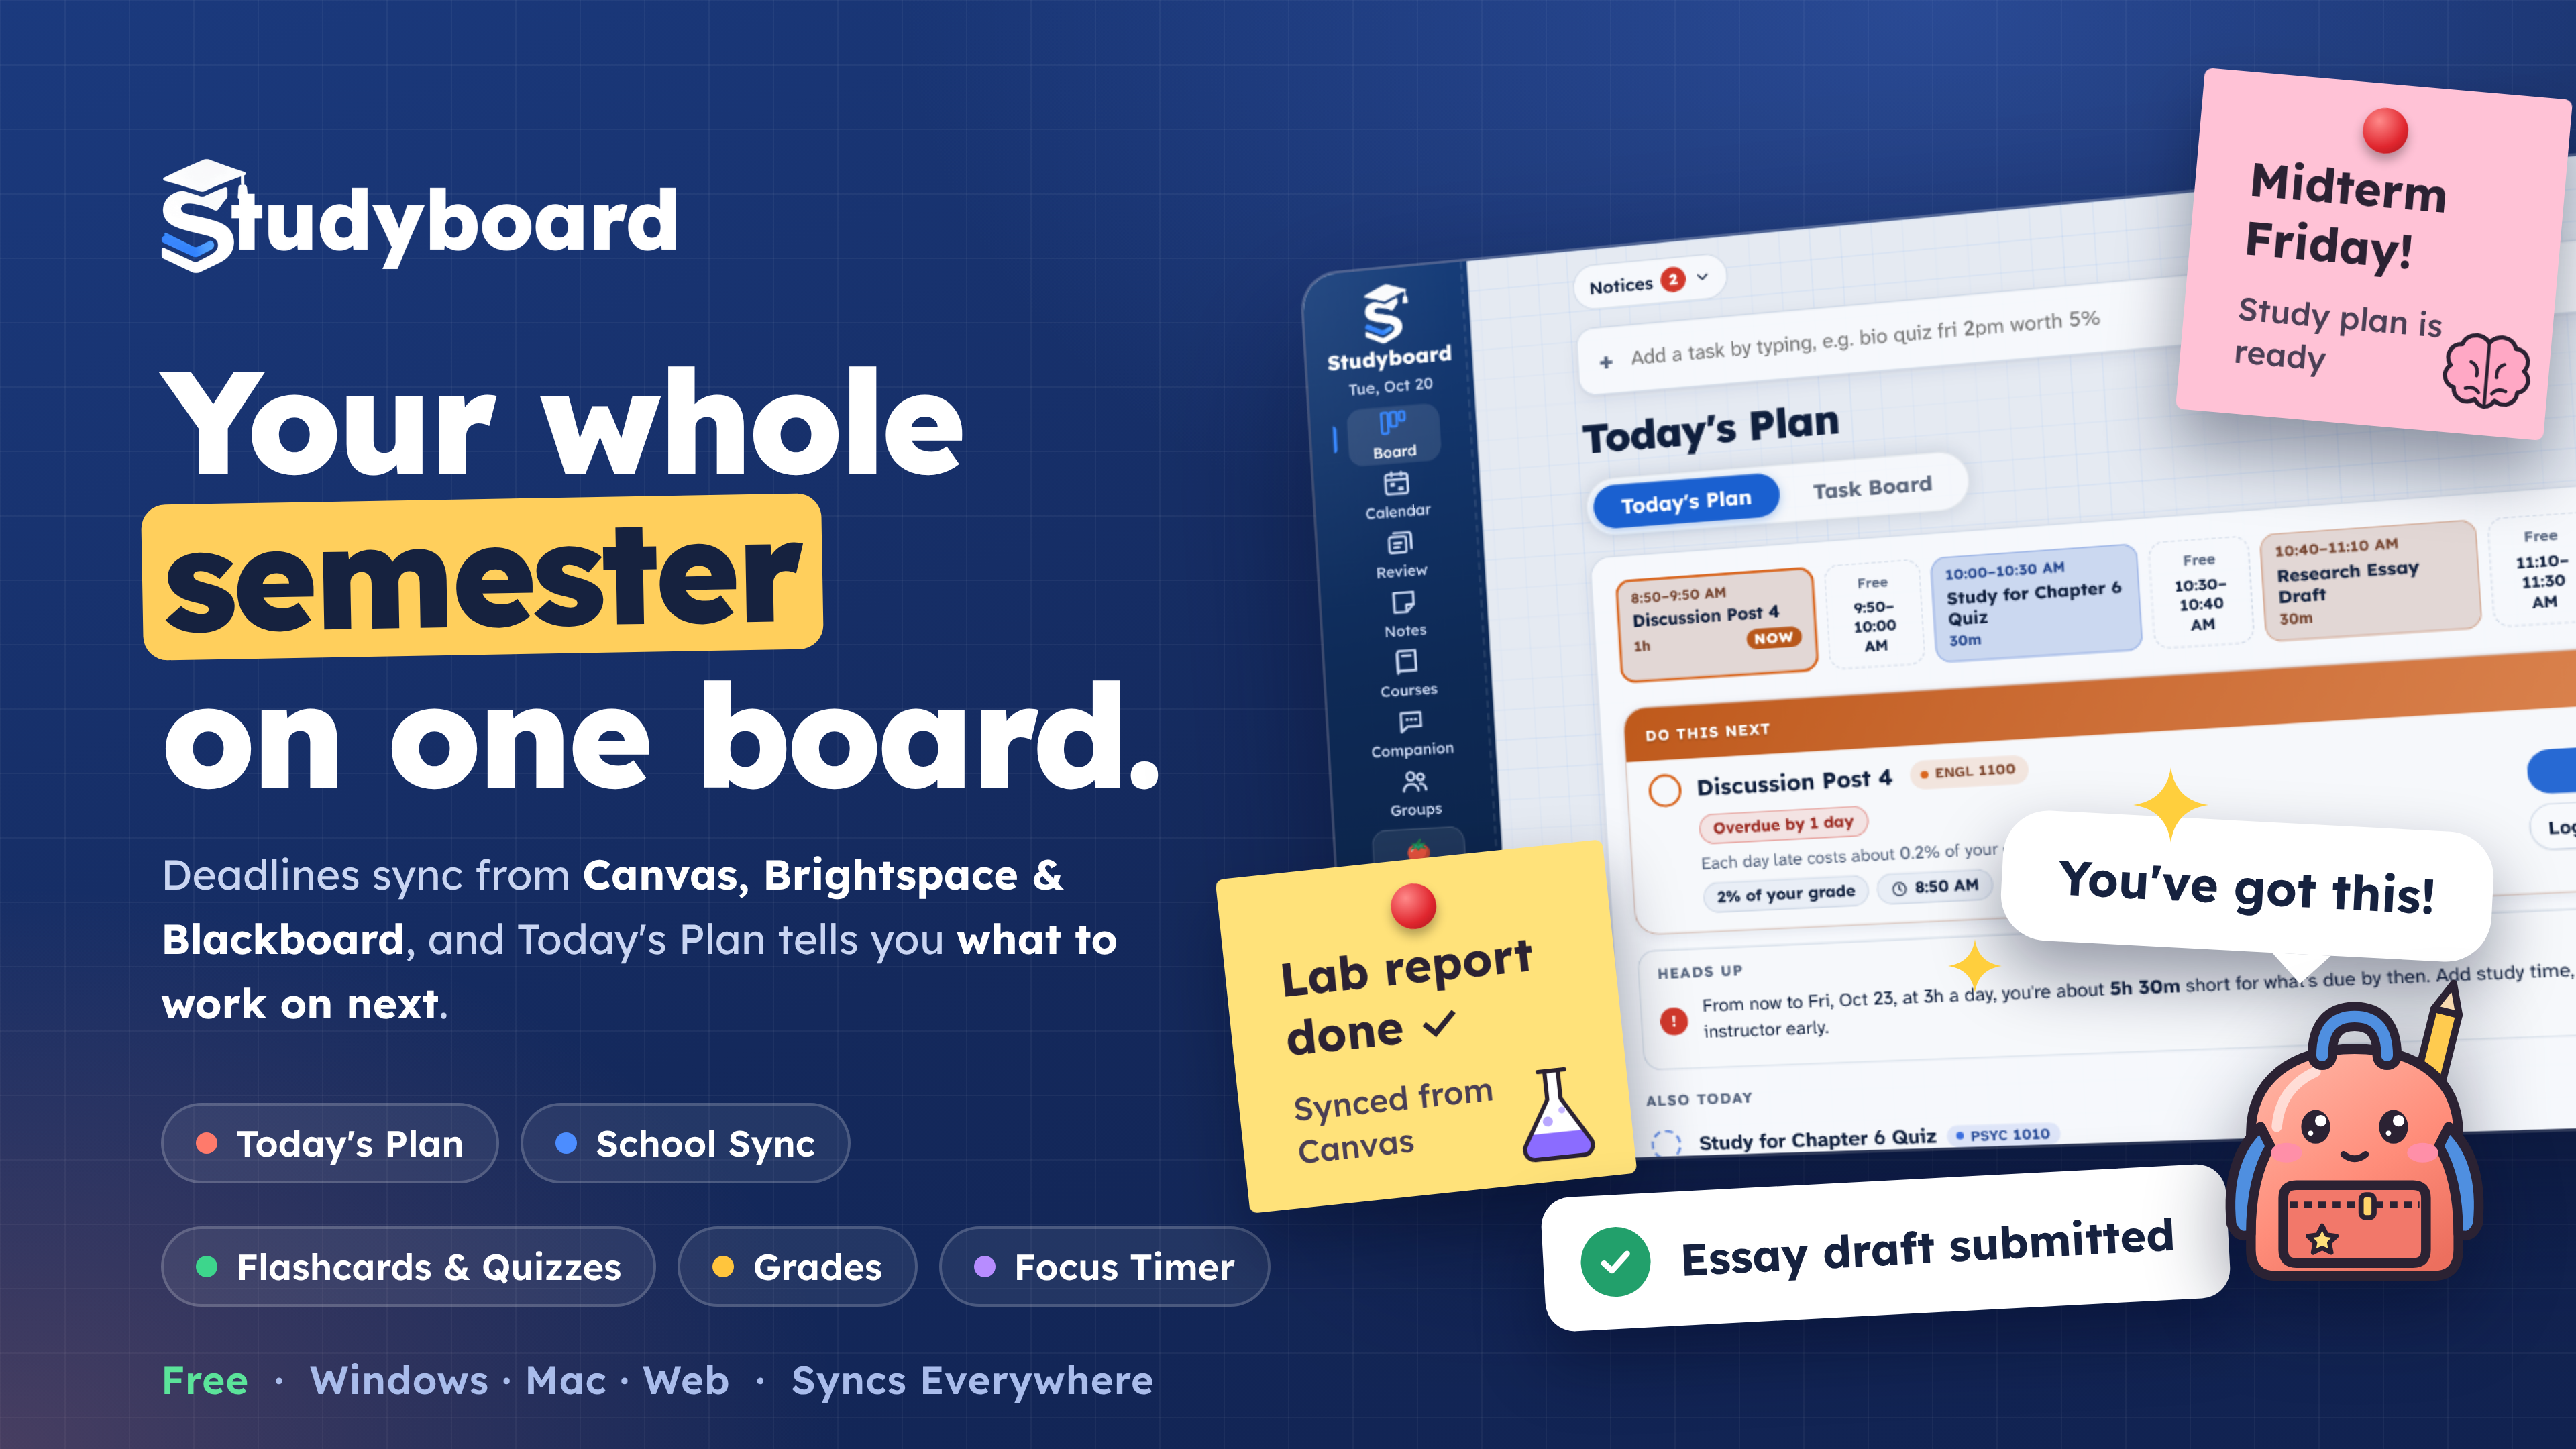 Studyboard
Your whole
semester
on one board.
Deadlines sync from Canvas, Brightspace &
Blackboard, and Today's Plan tells you what to
work on next.
Today's Plan
School Sync
Flashcards & Quizzes
Grades
Focus Timer
Free · Windows · Mac · Web · Syncs Everywhere
Studyboard
Tue, Oct 20
Board
Calendar
Review
Notes
Courses
Companion
Groups
Notices 2
+ Add a task by typing, e.g. bio quiz fri 2pm worth 5%
Today's Plan
Today's Plan
Task Board
8:50–9:50 AM
Discussion Post 4
1h
NOW
Free
9:50–
10:00
AM
10:00–10:30 AM
Study for Chapter 6
Quiz
30m
Free
10:30–
10:40
AM
10:40–11:10 AM
Research Essay
Draft
30m
Free
11:10–
11:30
AM
DO THIS NEXT
Discussion Post 4
ENGL 1100
Overdue by 1 day
Each day late costs about 0.2% of your
2% of your grade
8:50 AM
HEADS UP
From now to Fri, Oct 23, at 3h a day, you're about 5h 30m short for what's due by then. Add study time,
instructor early.
ALSO TODAY
Study for Chapter 6 Quiz
PSYC 1010
Midterm
Friday!
Study plan is
ready
You've got this!
Lab report
done ✓
Synced from
Canvas
Essay draft submitted